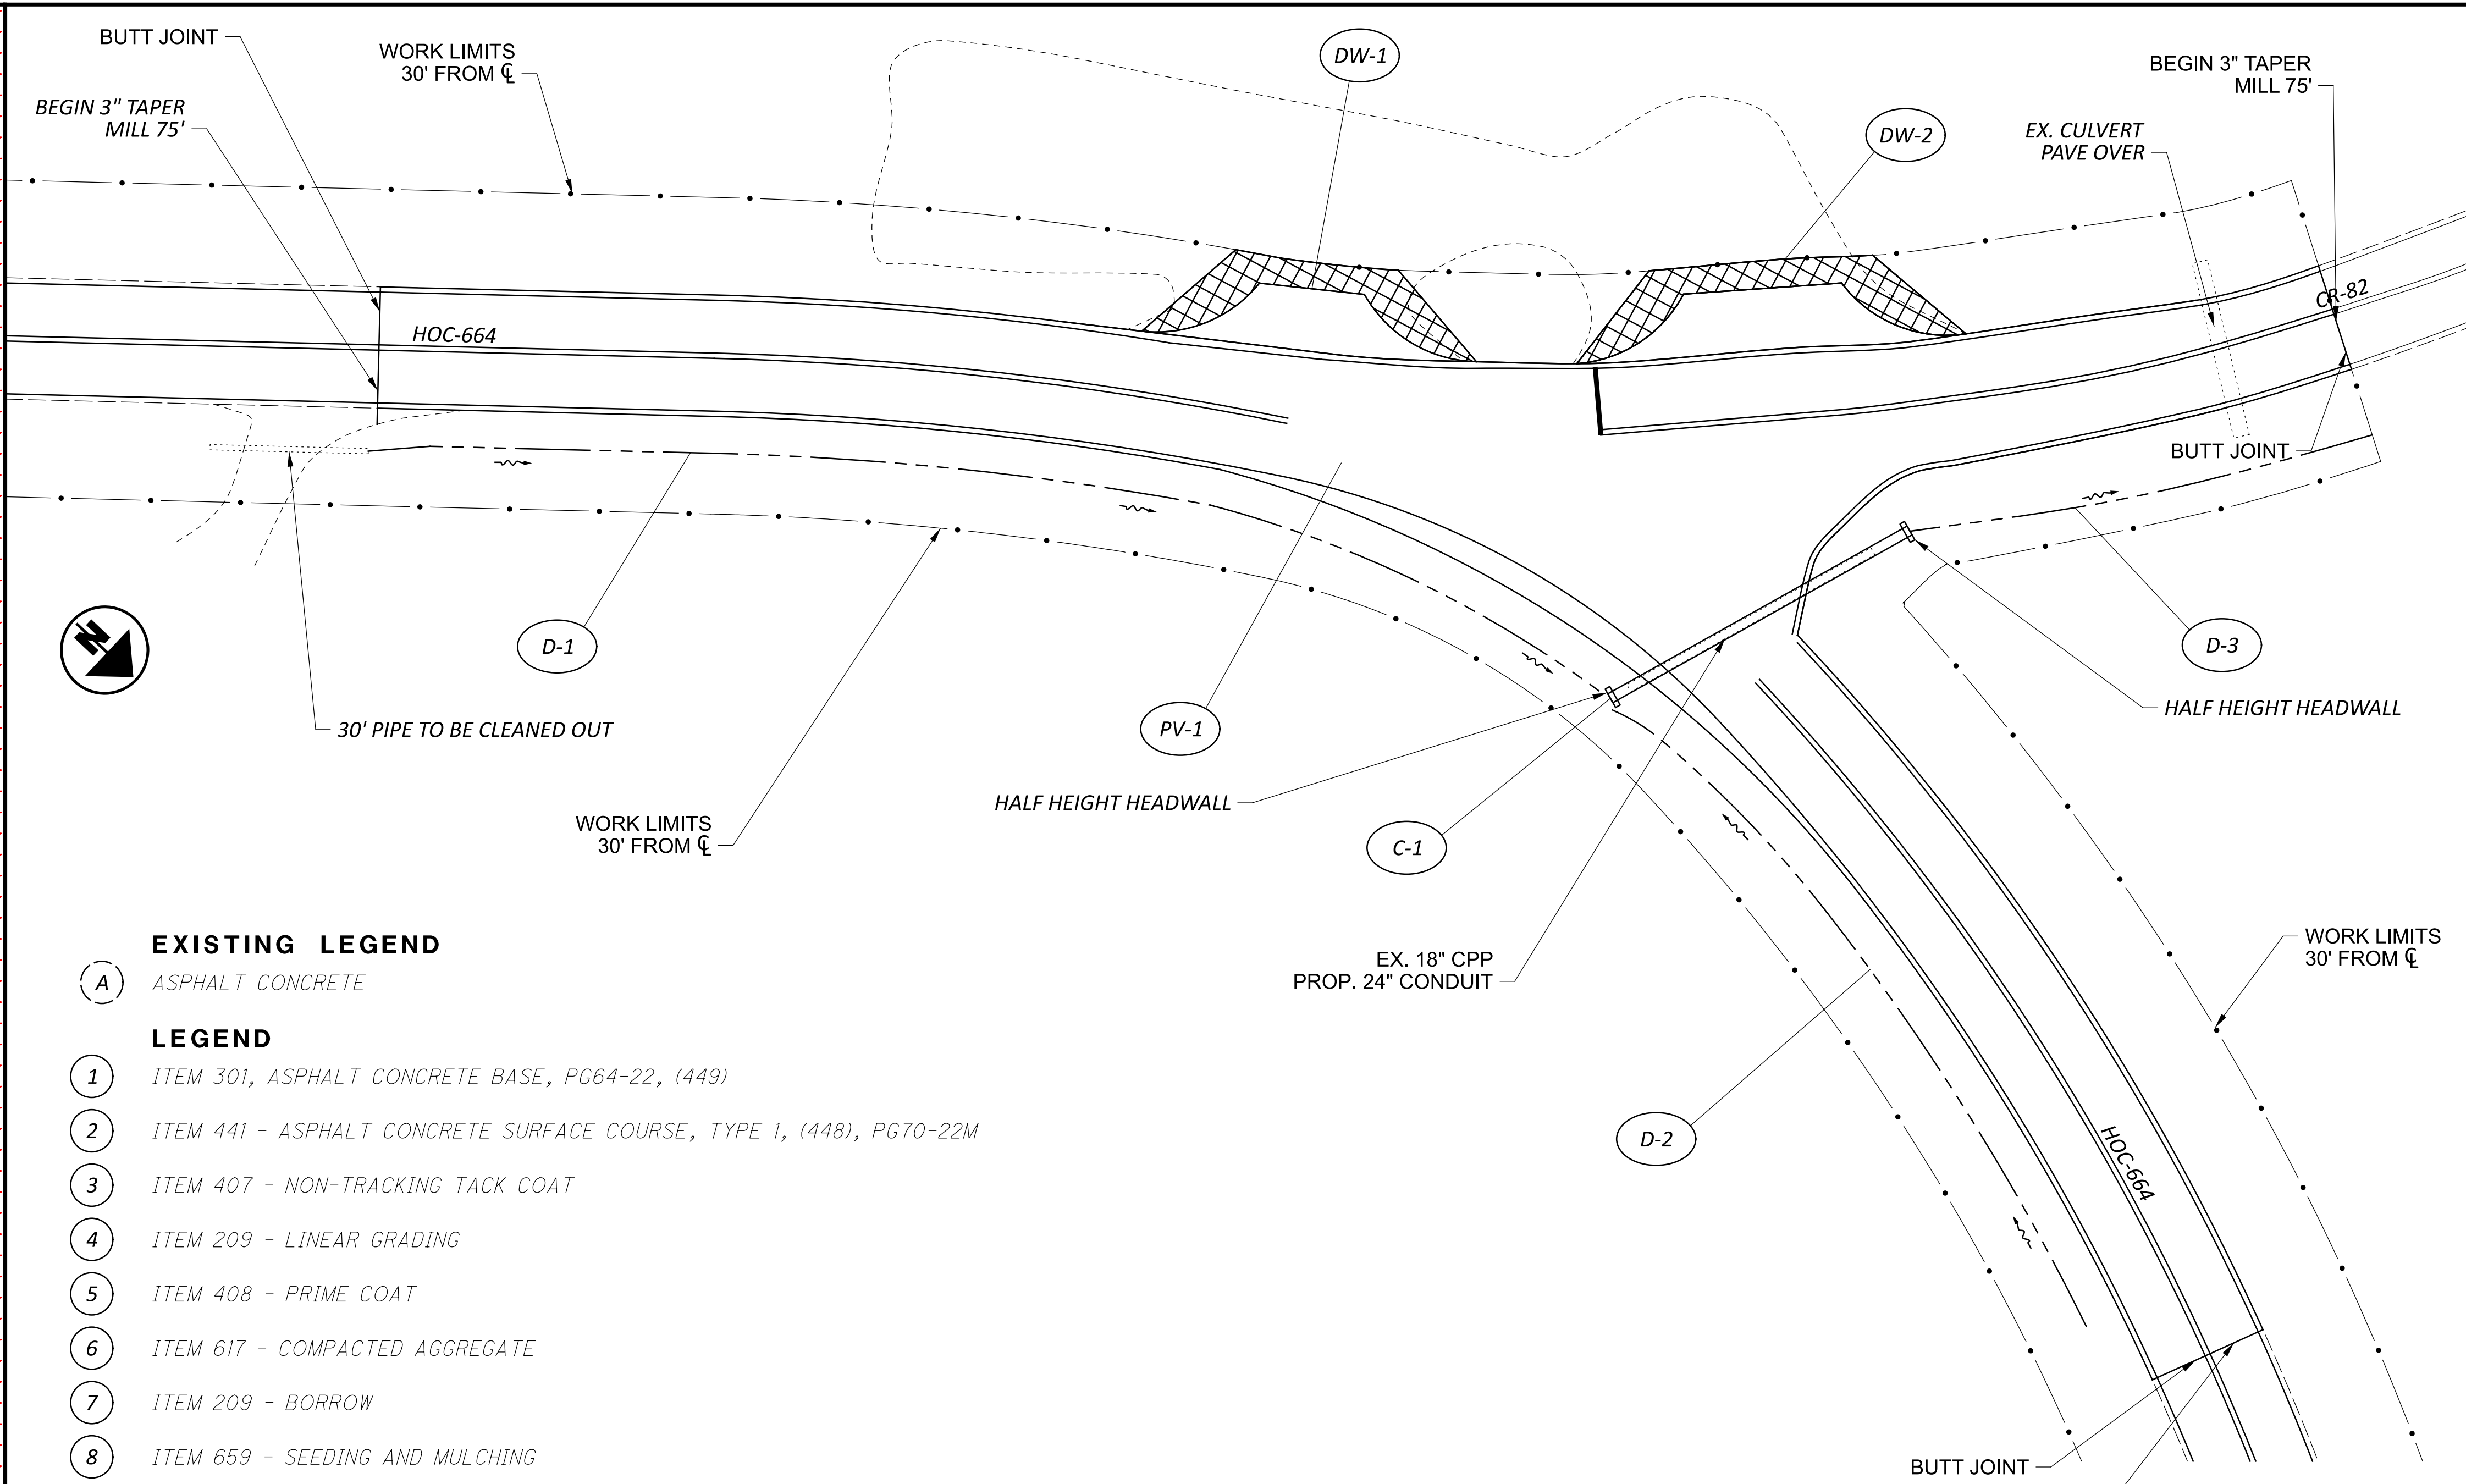 BUTT JOINT
WORK LIMITS
30' FROM ℄
BEGIN 3" TAPER
MILL 75'
DW-1
DW-2
BEGIN 3" TAPER
MILL 75'
EX. CULVERT
PAVE OVER
HOC-664
CR-82
BUTT JOINT
N
D-1
30' PIPE TO BE CLEANED OUT
PV-1
D-3
HALF HEIGHT HEADWALL
HALF HEIGHT HEADWALL
WORK LIMITS
30' FROM ℄
C-1
EX. 18" CPP
PROP. 24" CONDUIT
WORK LIMITS
30' FROM ℄
D-2
HOC-664
BUTT JOINT
EXISTING LEGEND
A ASPHALT CONCRETE
LEGEND
1 ITEM 301, ASPHALT CONCRETE BASE, PG64-22, (449)
2 ITEM 441 - ASPHALT CONCRETE SURFACE COURSE, TYPE 1, (448), PG70-22M
3 ITEM 407 - NON-TRACKING TACK COAT
4 ITEM 209 - LINEAR GRADING
5 ITEM 408 - PRIME COAT
6 ITEM 617 - COMPACTED AGGREGATE
7 ITEM 209 - BORROW
8 ITEM 659 - SEEDING AND MULCHING